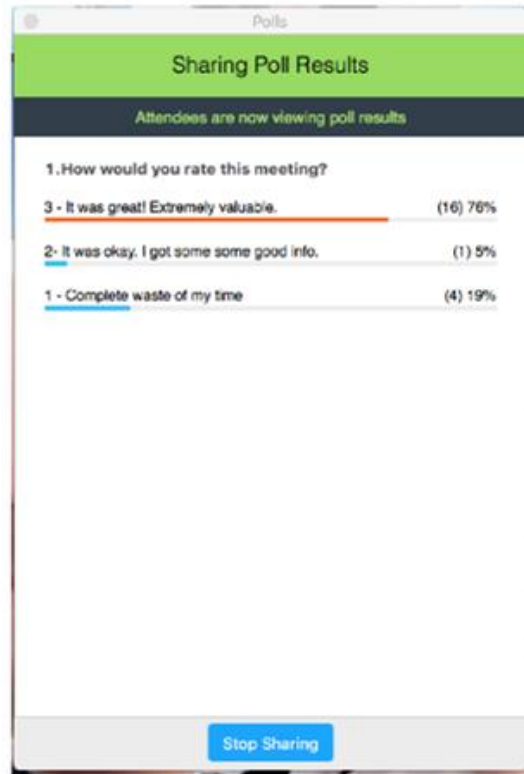 Polls
Sharing Poll Results
Attendees are now viewing poll results
1.How would you rate this meeting?
3 - It was great! Extremely valuable. (16) 76%
2- It was okay. I got some some good info. (1) 5%
1 - Complete waste of my time (4) 19%
Stop Sharing